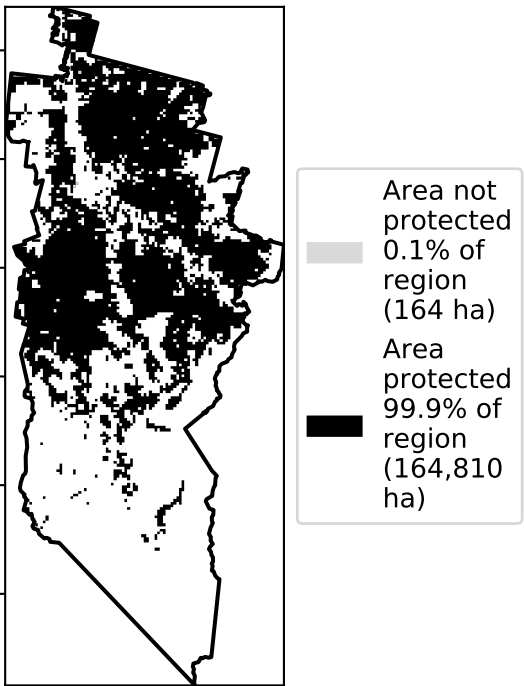 Area not
protected
0.1% of
region
(164 ha)
Area
protected
99.9% of
region
(164,810
ha)